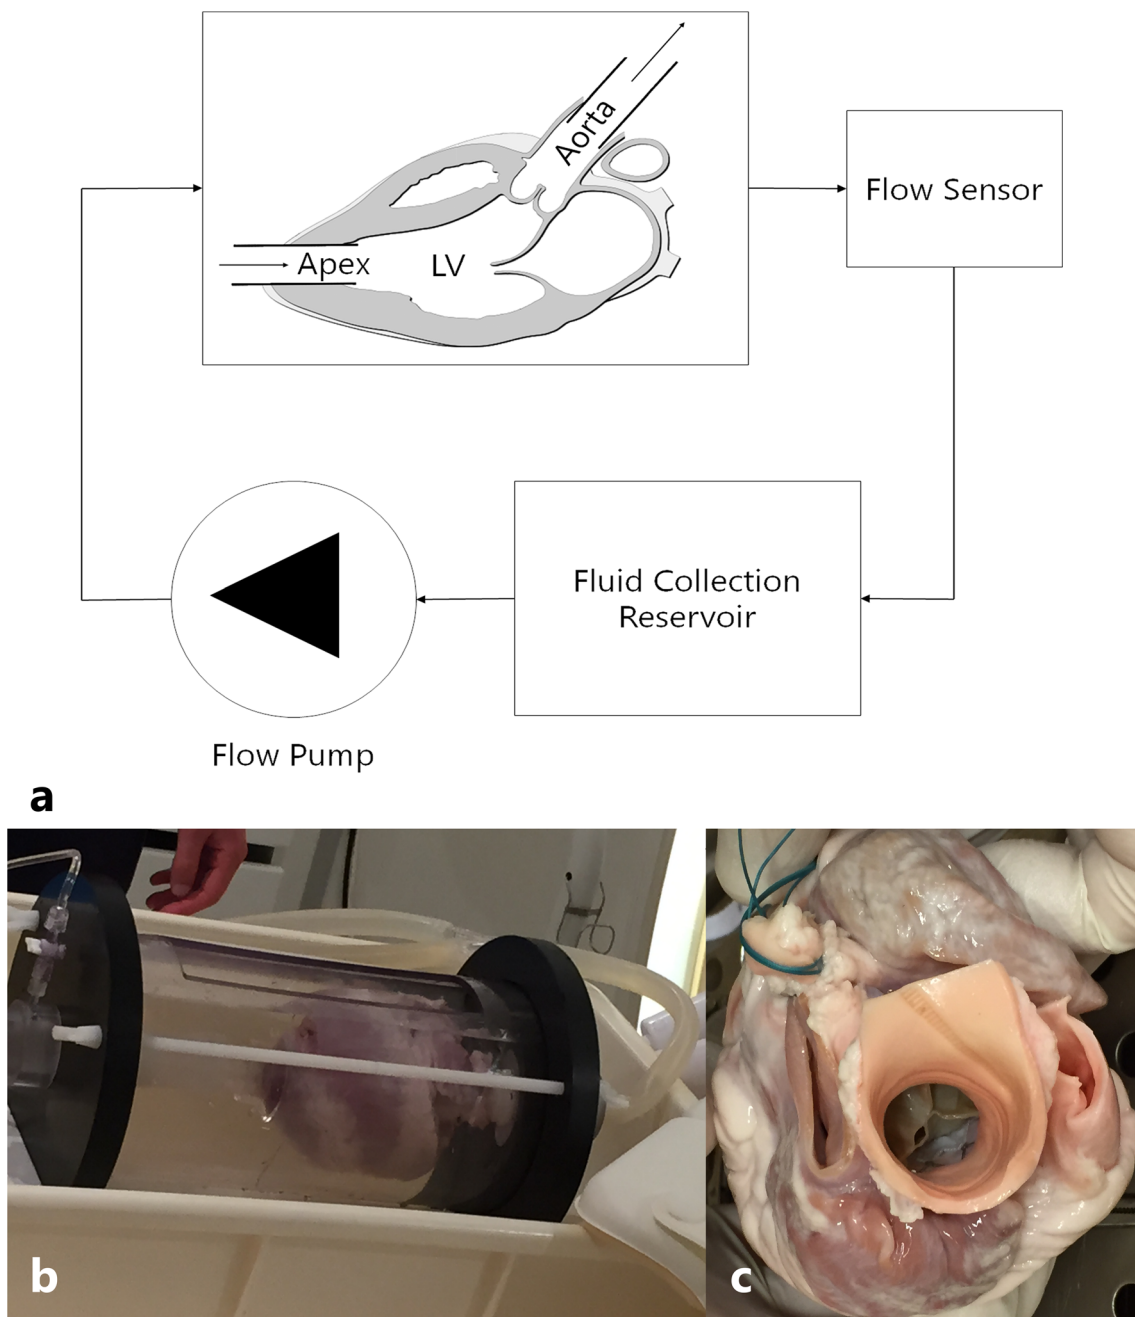 Aorta
Flow Sensor
Apex
LV
Fluid Collection
Reservoir
Flow Pump
a
b
c